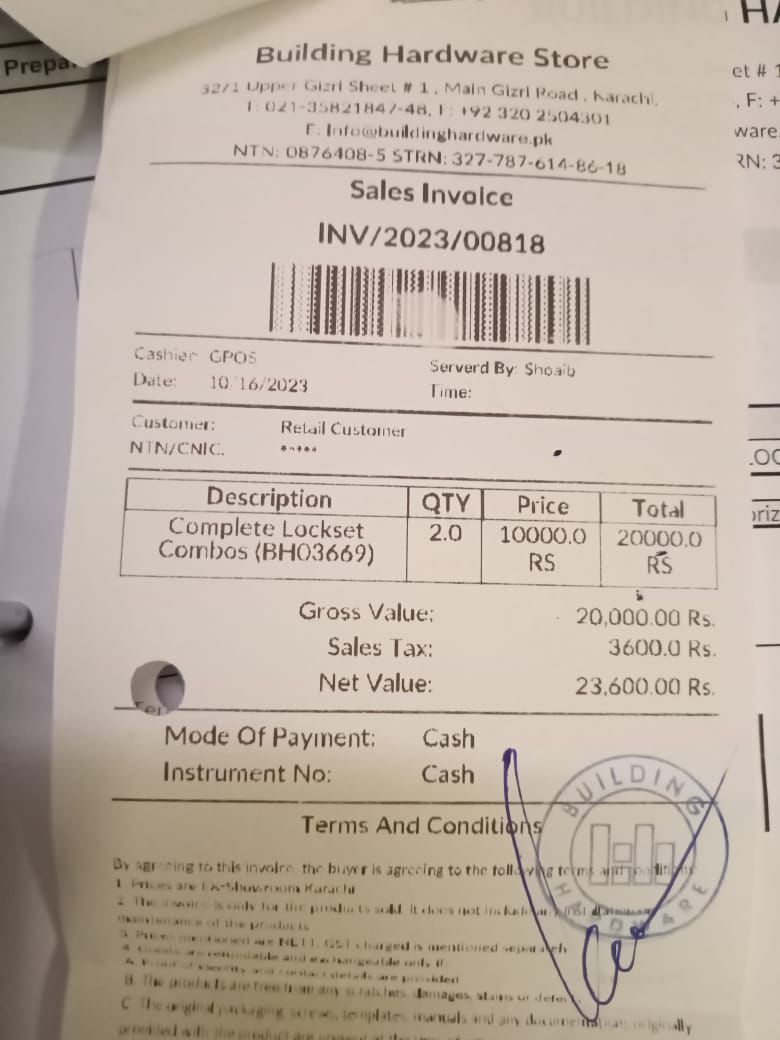 HA
Prepa
et # 1
, F: +
ware.
RN: 3
Building Hardware Store
32/1 Upper Gizri Sheet # 1, Main Gizri Road, Karachi.
T: 021-35821847-48, F: +92 320 2504301
E: Info@buildinghardware.pk
NTN: 0876408-5 STRN: 327-787-614-86-18
Sales Invoice
INV/2023/00818
Cashier GPOS
Serverd By: Shoaib
Date: 10/16/2023
Time:
Customer: Retail Customer
NTN/CNIC.
Description QTY Price Total
Complete Lockset Combos (BH03669) 2.0 10000.0 RS 20000.0 RS
Gross Value: 20,000.00 Rs.
Sales Tax: 3600.0 Rs.
Net Value: 23,600.00 Rs.
Mode Of Payment: Cash
Instrument No: Cash
Terms And Conditions
By agreeing to this invoice, the buyer is agreeing to the following terms and conditions
1. Prices are Ex-Showroom Karachi
2. The invoice is only for the products sold. it does not include any
maintenance of the products
3. Prices mentioned are NETT. GST charged is mentioned separately
4. Goods are refundable and exchangeable only if:
A. Proof of identity and contact details are provided
B. The products are free from any scratches, damages, stains or defects
C. The original packaging, screws, templates, manuals and any documentation originally
provided with the product are
BUILDING
HARDWARE